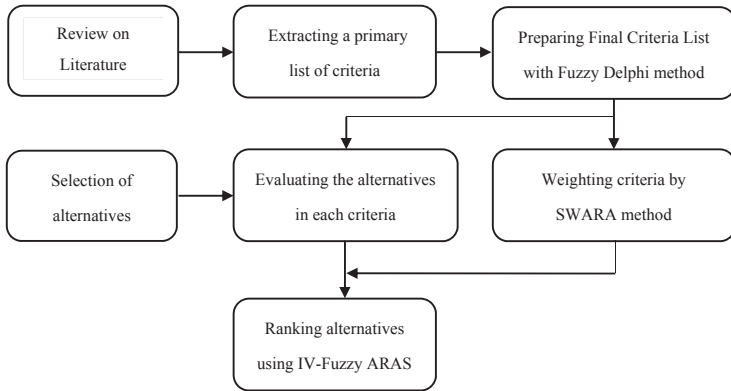 Review on
Literature
Extracting a
primary
list of criteria
Preparing Final Criteria List
with Fuzzy Delphi method
Selection of
alternatives
Evaluating the alternatives
in each criteria
Weighting criteria by
SWARA method
Ranking alternatives
using IV-Fuzzy ARAS